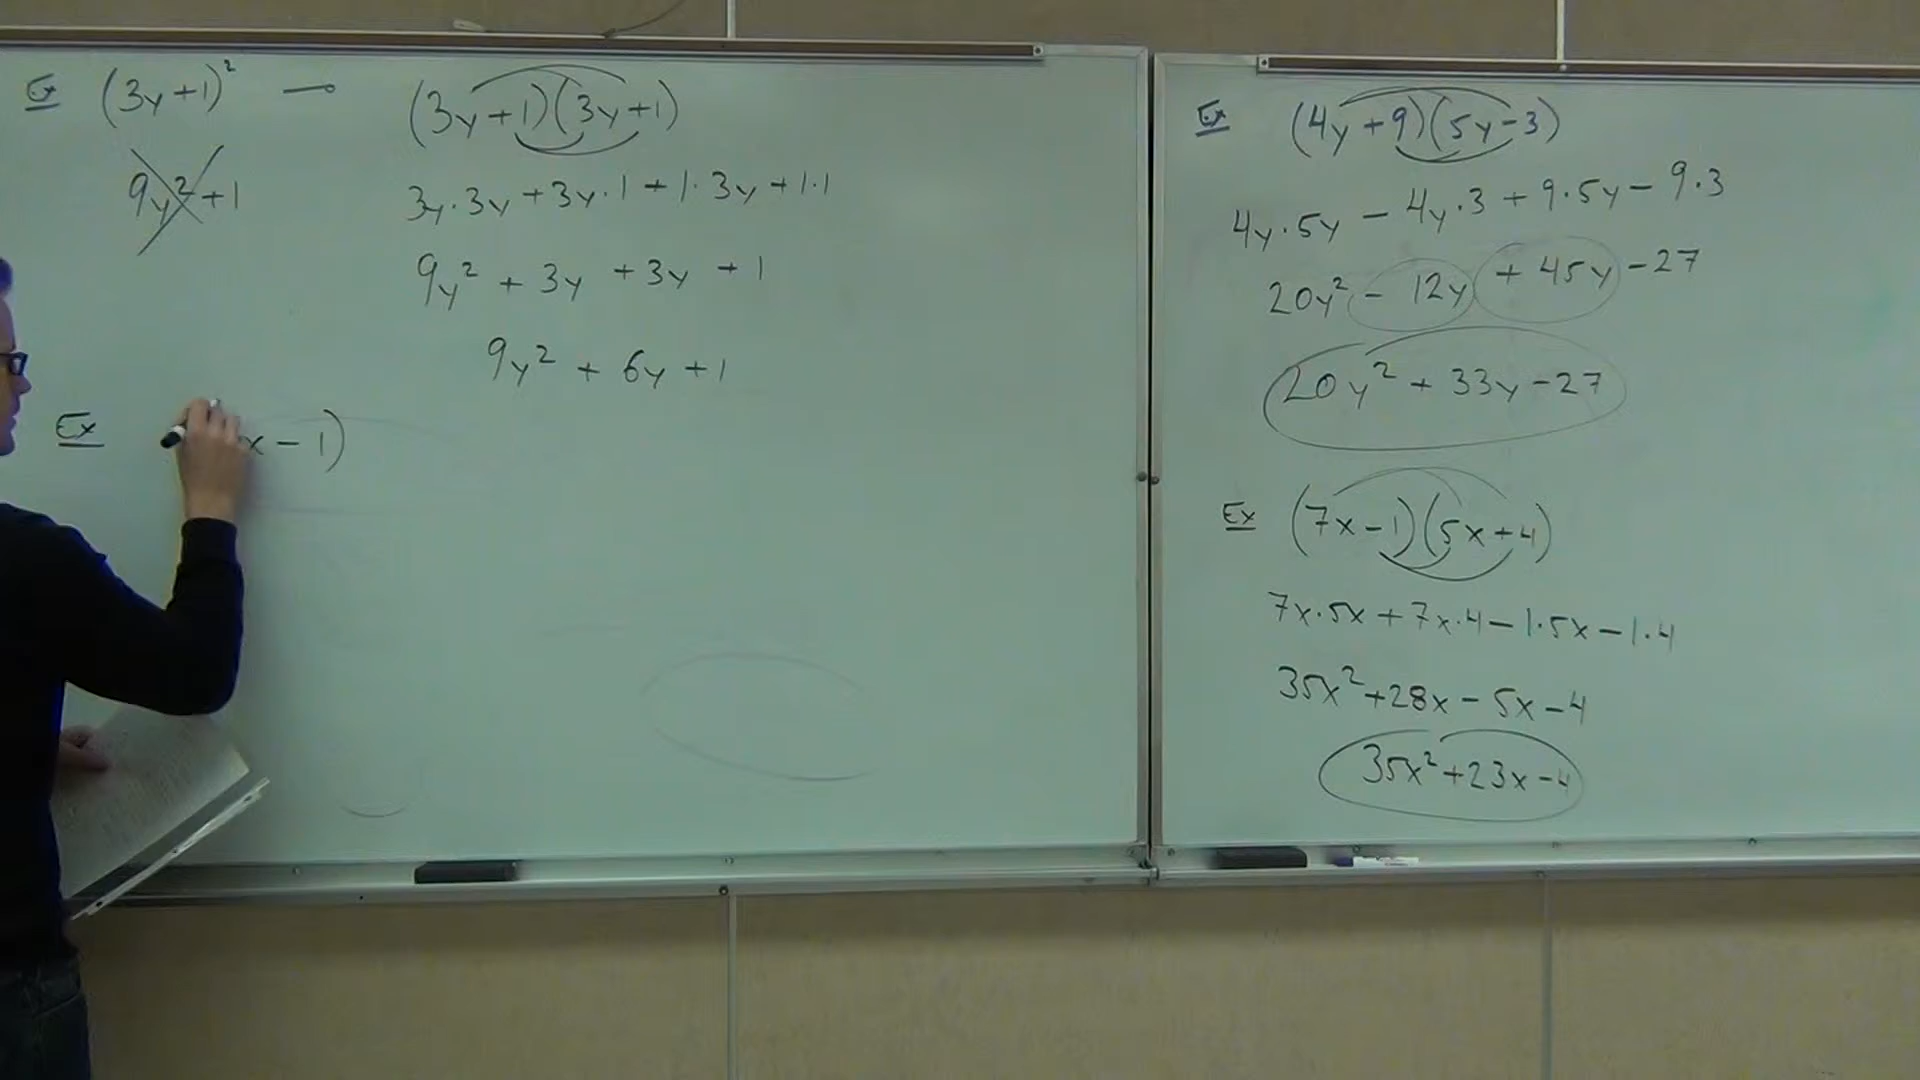 Ex (3y+1)² — (3y+1)(3y+1)
9y²+1
3y·3y+3y·1+1·3y+1·1
9y² + 3y + 3y + 1
9y² + 6y + 1
Ex x - 1)
Ex (4y+9)(5y-3)
4y·5y - 4y·3 + 9·5y - 9·3
20y² - 12y + 45y - 27
20y² + 33y - 27
Ex (7x-1)(5x+4)
7x·5x + 7x·4 - 1·5x - 1·4
35x² + 28x - 5x - 4
35x² + 23x - 4